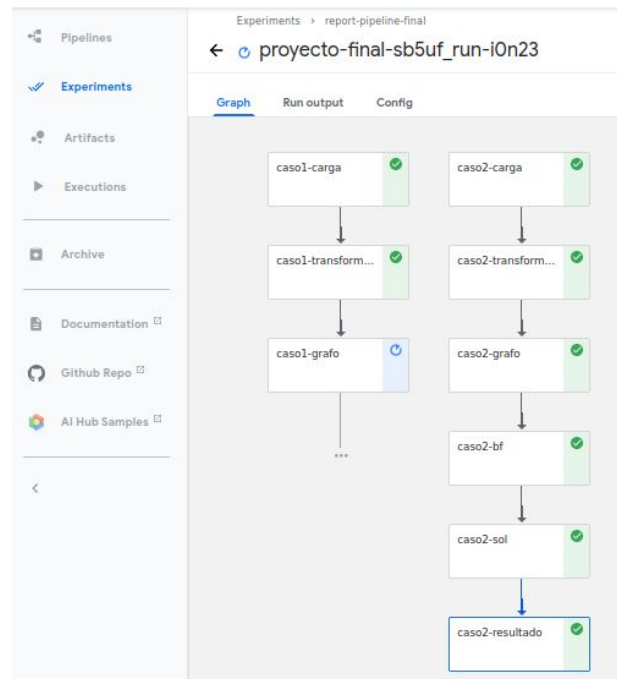 Pipelines
Experiments
Artifacts
Executions
Archive
Documentation
Github Repo
AI Hub Samples
Experiments > report-pipeline-final
proyecto-final-sb5uf_run-i0n23
Graph Run output Config
caso1-carga
caso2-carga
caso1-transform...
caso2-transform...
caso1-grafo
caso2-grafo
...
caso2-bf
caso2-sol
caso2-resultado